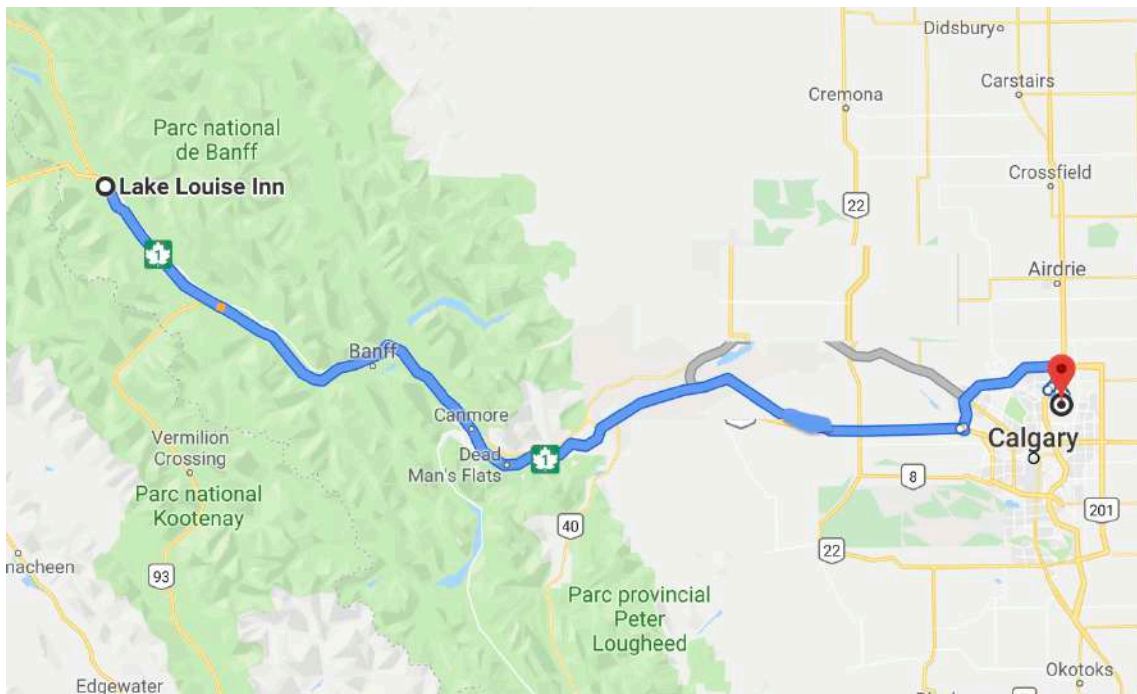 Didsbury
Carstairs
Cremona
Parc national
de Banff
Crossfield
Lake Louise Inn
22
1
Airdrie
Banff
Canmore
Calgary
Vermilion
Crossing
Dead
Man's Flats
1
8
Parc national
Kootenay
201
40
22
93
Parc provincial
Peter
Lougheed
Okotoks
Edgewater